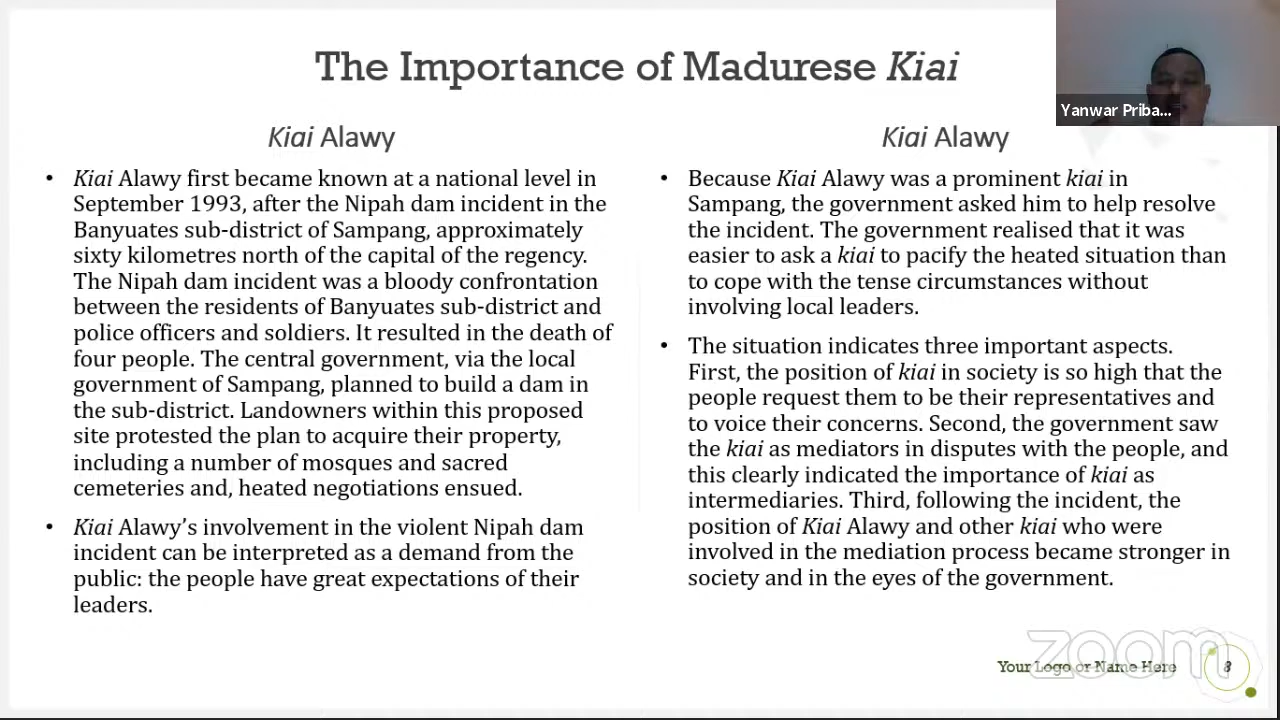 The Importance of Madurese Kiai
Yanwar Priba...
Kiai Alawy
• Kiai Alawy first became known at a national level in
September 1993, after the Nipah dam incident in the
Banyuates sub-district of Sampang, approximately
sixty kilometres north of the capital of the regency.
The Nipah dam incident was a bloody confrontation
between the residents of Banyuates sub-district and
police officers and soldiers. It resulted in the death of
four people. The central government, via the local
government of Sampang, planned to build a dam in
the sub-district. Landowners within this proposed
site protested the plan to acquire their property,
including a number of mosques and sacred
cemeteries and, heated negotiations ensued.
• Kiai Alawy's involvement in the violent Nipah dam
incident can be interpreted as a demand from the
public: the people have great expectations of their
leaders.
Kiai Alawy
• Because Kiai Alawy was a prominent kiai in
Sampang, the government asked him to help resolve
the incident. The government realised that it was
easier to ask a kiai to pacify the heated situation than
to cope with the tense circumstances without
involving local leaders.
• The situation indicates three important aspects.
First, the position of kiai in society is so high that the
people request them to be their representatives and
to voice their concerns. Second, the government saw
the kiai as mediators in disputes with the people, and
this clearly indicated the importance of kiai as
intermediaries. Third, following the incident, the
position of Kiai Alawy and other kiai who were
involved in the mediation process became stronger in
society and in the eyes of the government.
zoom
Your Logo or Name Here
8